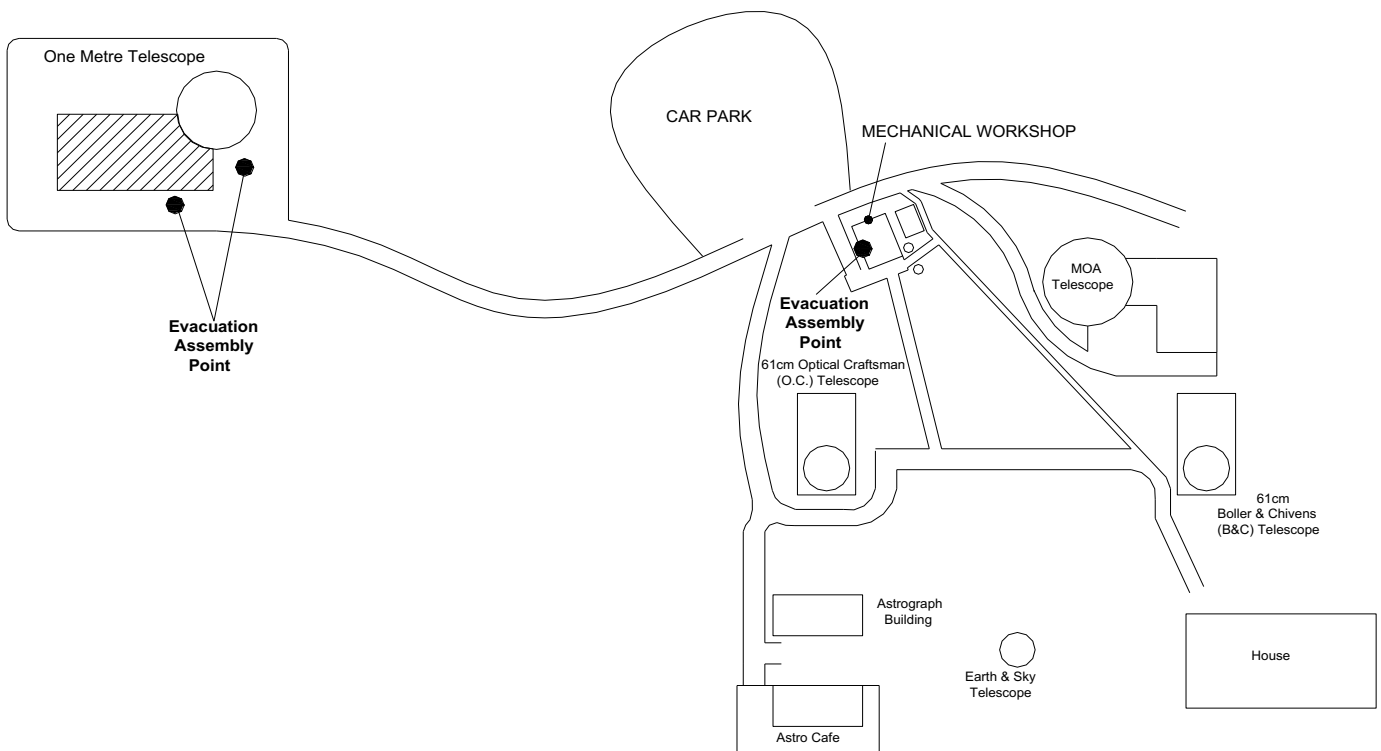 One Metre Telescope
CAR PARK
MECHANICAL WORKSHOP
MOA
Telescope
Evacuation
Assembly
Point
Evacuation
Assembly
Point
61cm Optical Craftsman
(O.C.) Telescope
61cm
Boller & Chivens
(B&C) Telescope
Astrograph
Building
House
Earth & Sky
Telescope
Astro Cafe